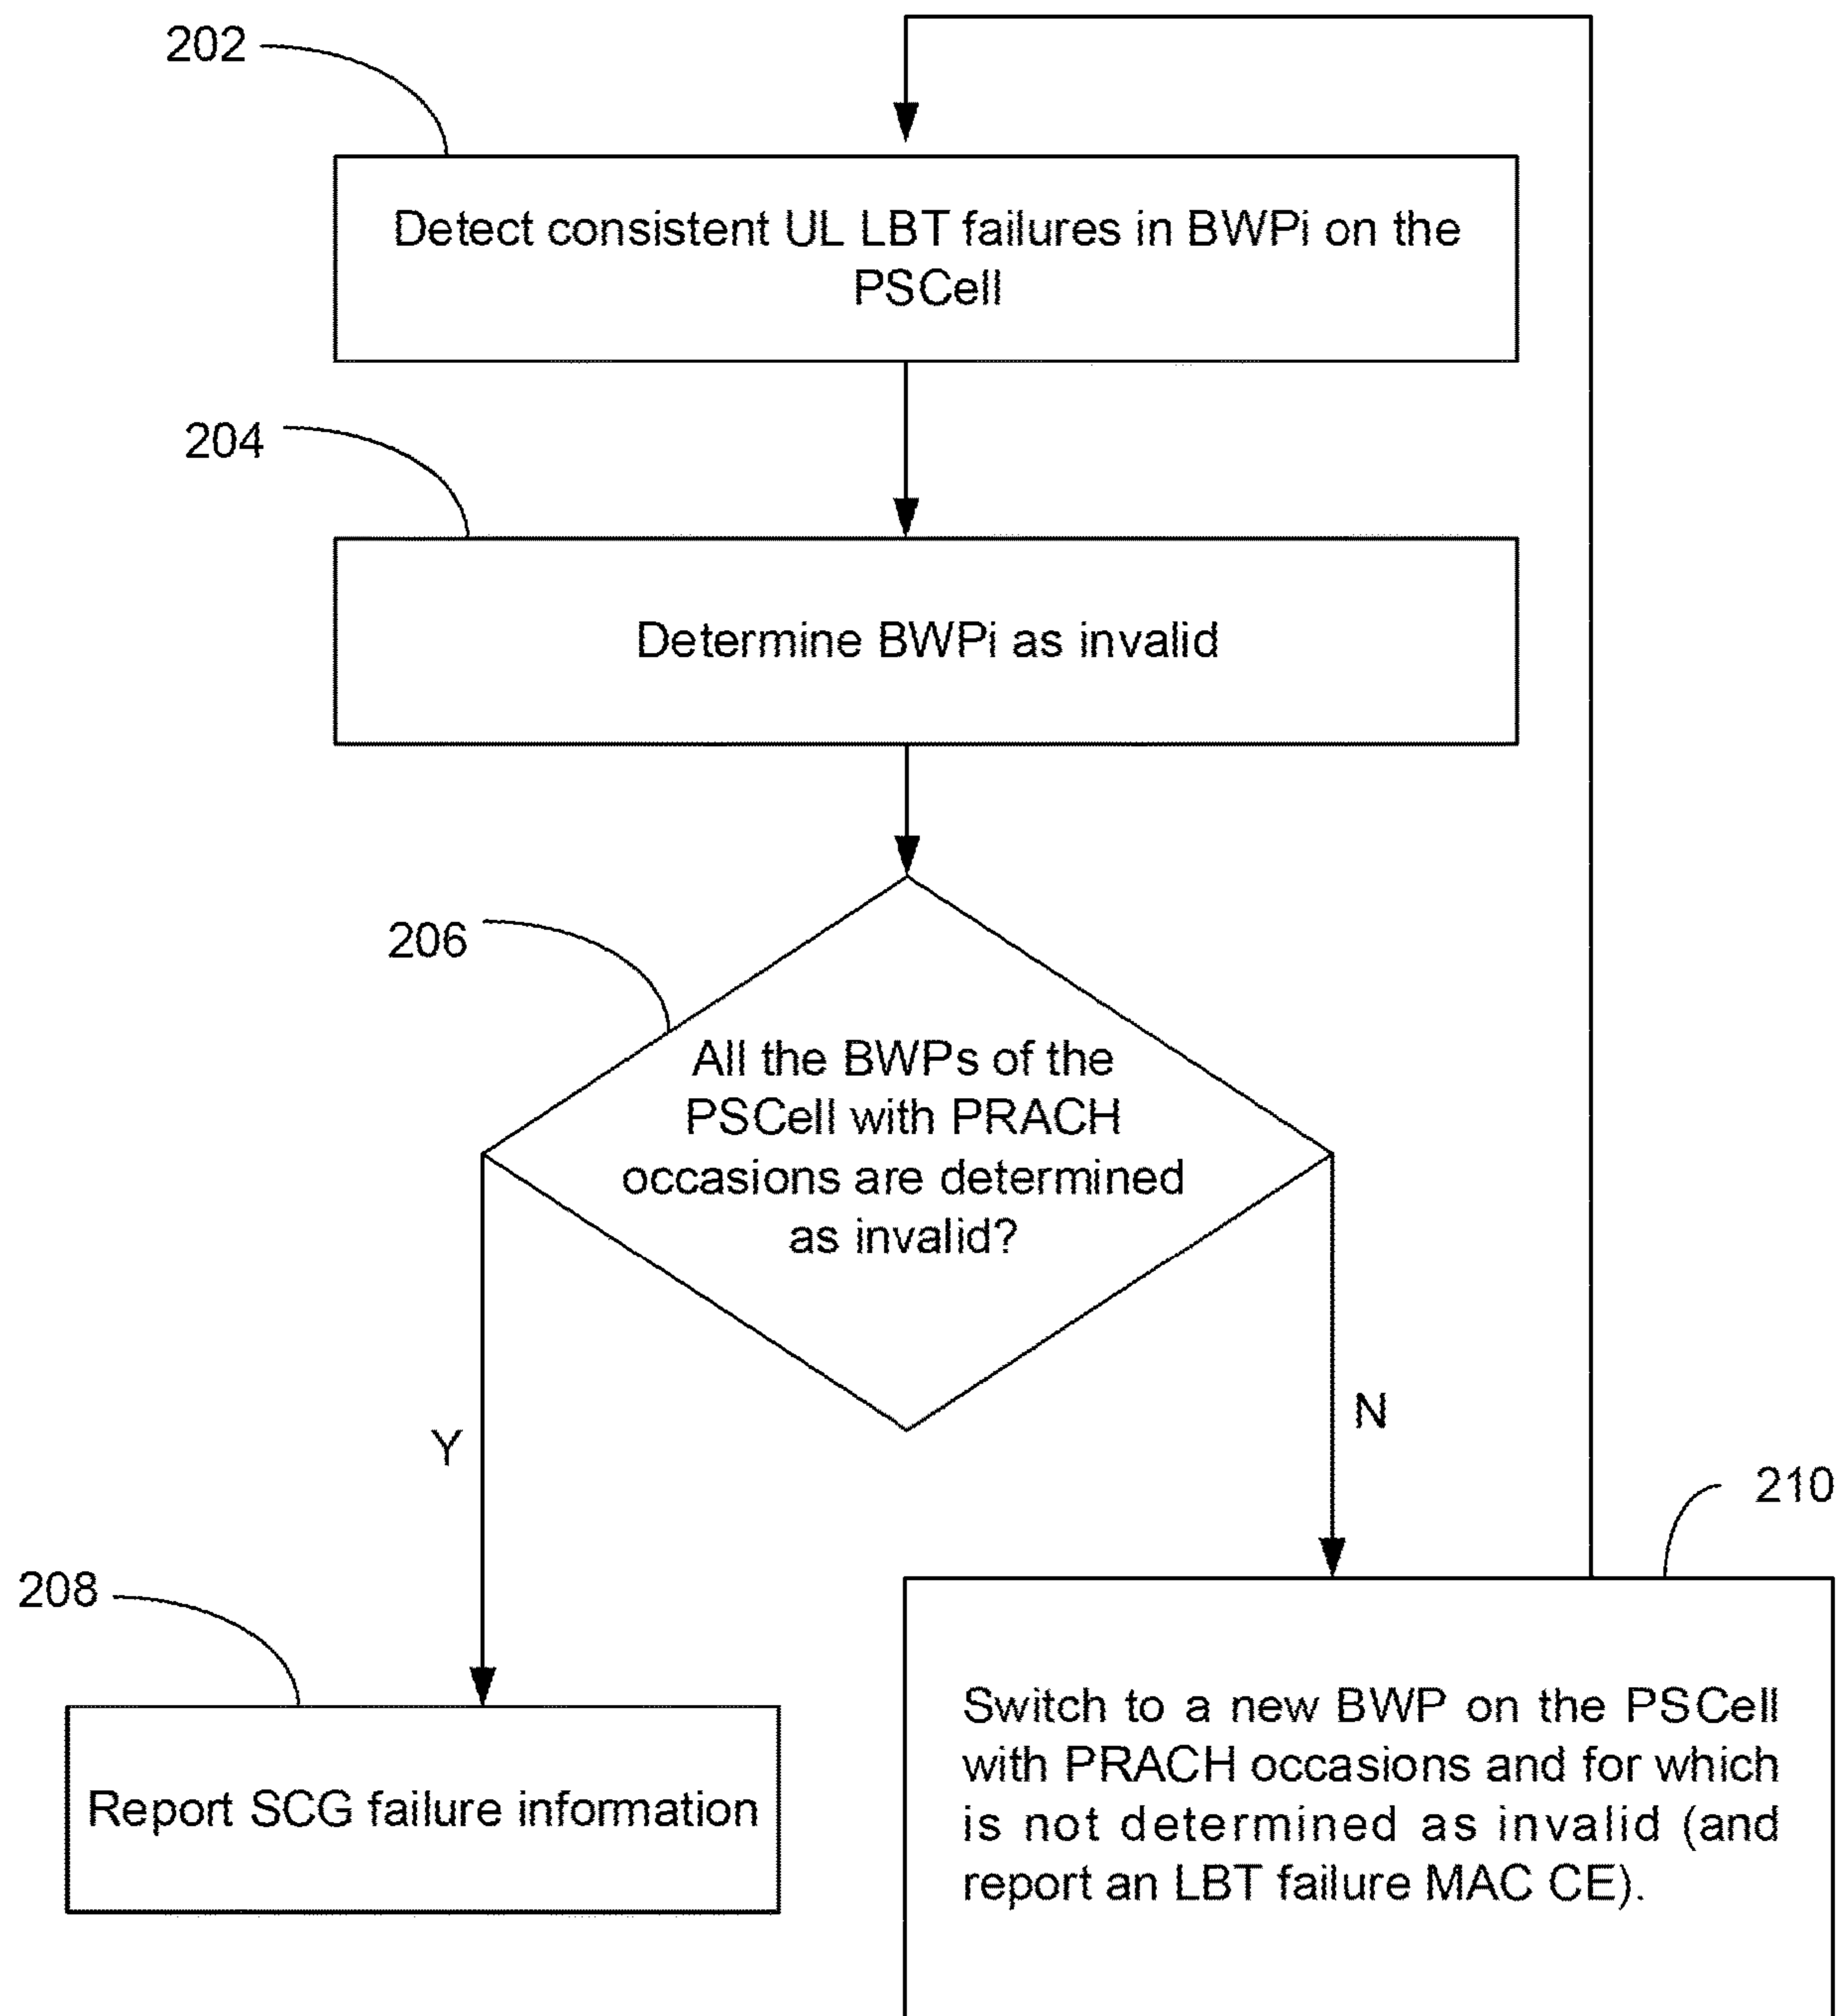 202
Detect consistent UL LBT failures in BWPi on the
PSCell
204
Determine BWPi as invalid
206
All the BWPs of the
PSCell with PRACH
occasions are determined
as invalid?
Y
N
210
208
Report SCG failure information
Switch to a new BWP on the PSCell
with PRACH occasions and for which
is not determined as invalid (and
report an LBT failure MAC CE).